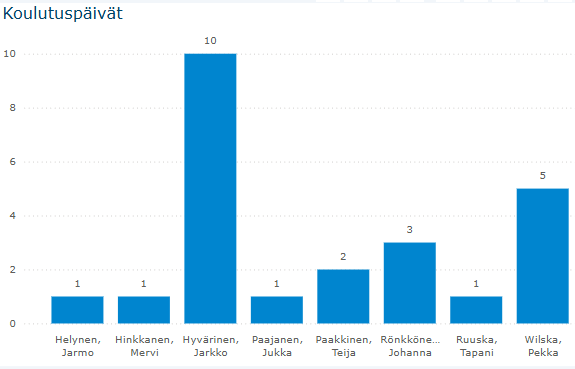 Koulutuspäivät
10
8
6
4
2
0
1
1
10
1
2
3
1
5
Helynen,
Jarmo
Hinkkanen,
Mervi
Hyvärinen,
Jarkko
Paajanen,
Jukka
Paakkinen,
Teija
Rönkköne…
Johanna
Ruuska,
Tapani
Wilska,
Pekka